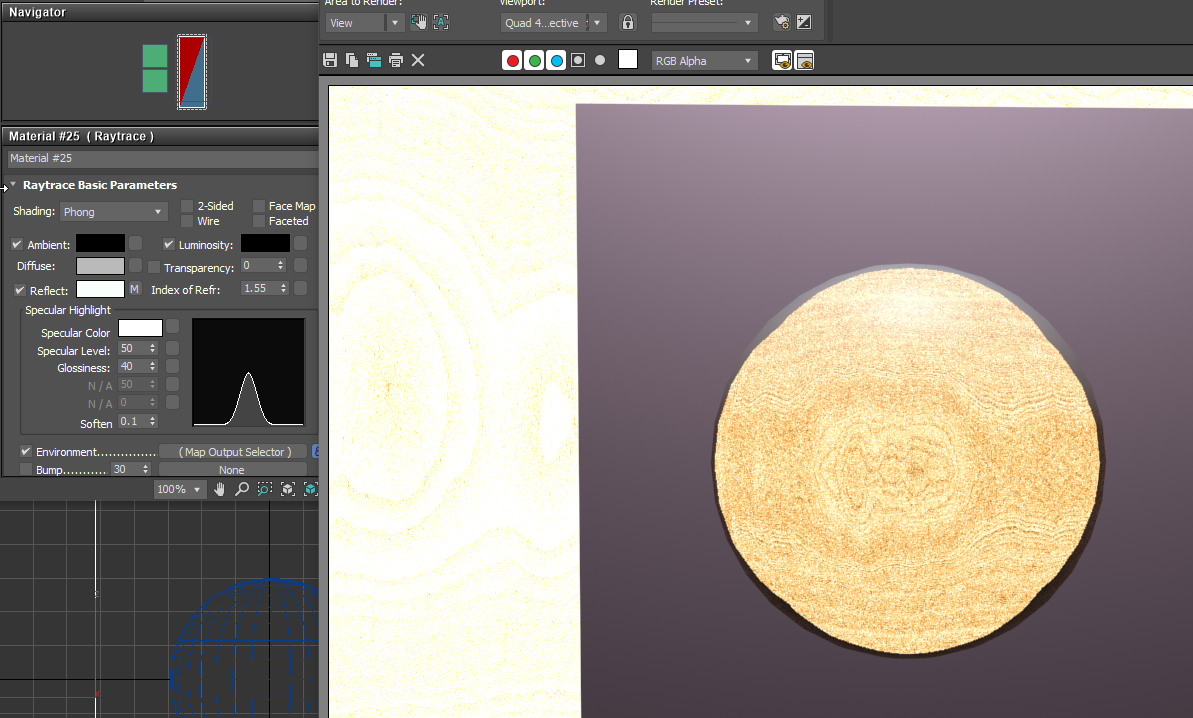 Area to Render:
Viewport:
Render Preset:
Navigator
View
Quad 4...ective
RGB Alpha
Material #25 ( Raytrace )
Material #25
Raytrace Basic Parameters
Shading: Phong
2-Sided
Face Map
Wire
Faceted
Ambient:
Luminosity:
Diffuse:
Transparency: 0
Reflect: M
Index of Refr: 1.55
Specular Highlight
Specular Color
Specular Level: 50
Glossiness: 40
N / A 50
N / A 0
Soften 0.1
Environment............... ( Map Output Selector )
Bump........... 30 None
100%